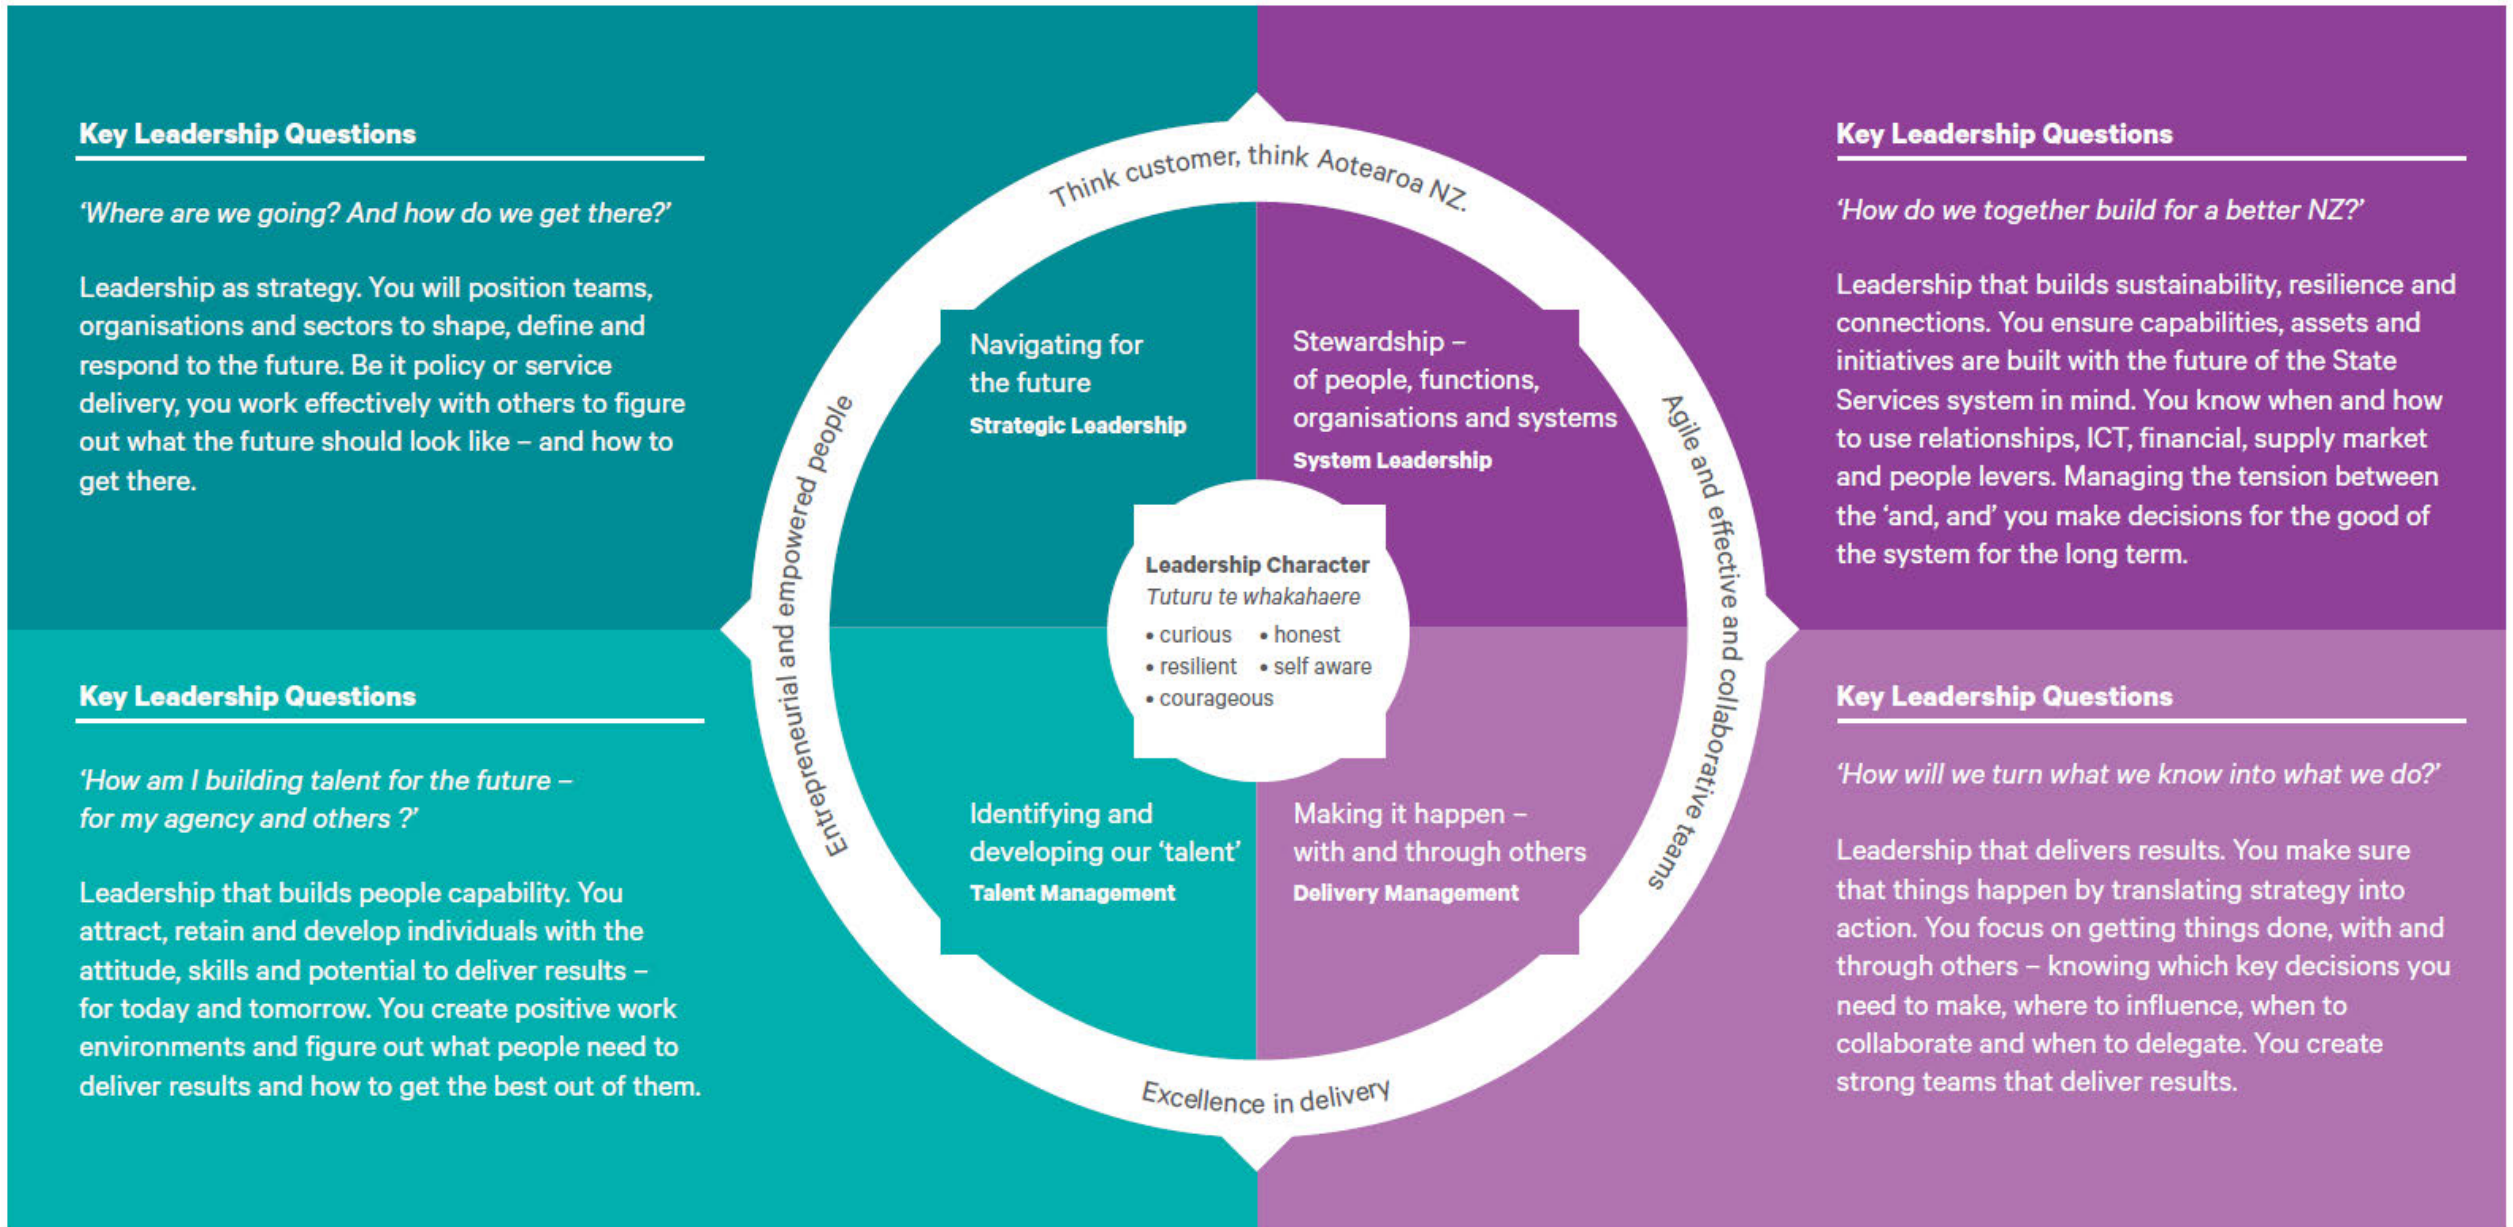 Key Leadership Questions
‘Where are we going? And how do we get there?’
Leadership as strategy. You will position teams,
organisations and sectors to shape, define and
respond to the future. Be it policy or service
delivery, you work effectively with others to figure
out what the future should look like – and how to
get there.
Key Leadership Questions
‘How do we together build for a better NZ?’
Leadership that builds sustainability, resilience and
connections. You ensure capabilities, assets and
initiatives are built with the future of the State
Services system in mind. You know when and how
to use relationships, ICT, financial, supply market
and people levers. Managing the tension between
the ‘and, and’ you make decisions for the good of
the system for the long term.
Think customer, think Aotearoa NZ.
Entrepreneurial and empowered people
Agile and effective and collaborative teams
Excellence in delivery
Navigating for
the future
Strategic Leadership
Stewardship –
of people, functions,
organisations and systems
System Leadership
Leadership Character
Tuturu te whakahaere
• curious • honest
• resilient • self aware
• courageous
Identifying and
developing our ‘talent’
Talent Management
Making it happen –
with and through others
Delivery Management
Key Leadership Questions
‘How am I building talent for the future –
for my agency and others ?’
Leadership that builds people capability. You
attract, retain and develop individuals with the
attitude, skills and potential to deliver results –
for today and tomorrow. You create positive work
environments and figure out what people need to
deliver results and how to get the best out of them.
Key Leadership Questions
‘How will we turn what we know into what we do?’
Leadership that delivers results. You make sure
that things happen by translating strategy into
action. You focus on getting things done, with and
through others – knowing which key decisions you
need to make, where to influence, when to
collaborate and when to delegate. You create
strong teams that deliver results.